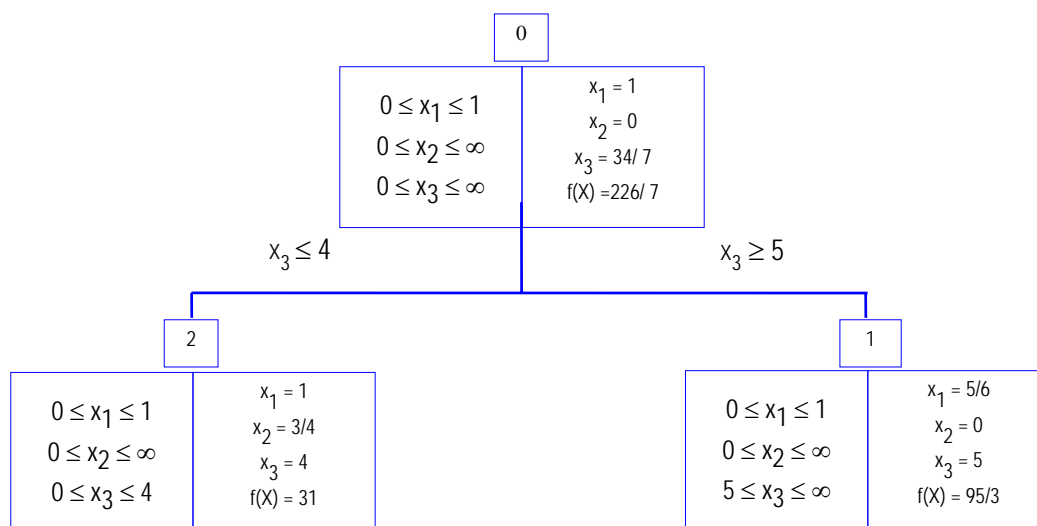 0
0 ≤ x₁ ≤ 1
0 ≤ x₂ ≤ ∞
0 ≤ x₃ ≤ ∞
x₁ = 1
x₂ = 0
x₃ = 34/ 7
f(X) =226/ 7
x₃ ≤ 4
x₃ ≥ 5
2
0 ≤ x₁ ≤ 1
0 ≤ x₂ ≤ ∞
0 ≤ x₃ ≤ 4
x₁ = 1
x₂ = 3/4
x₃ = 4
f(X) = 31
1
0 ≤ x₁ ≤ 1
0 ≤ x₂ ≤ ∞
5 ≤ x₃ ≤ ∞
x₁ = 5/6
x₂ = 0
x₃ = 5
f(X) = 95/3